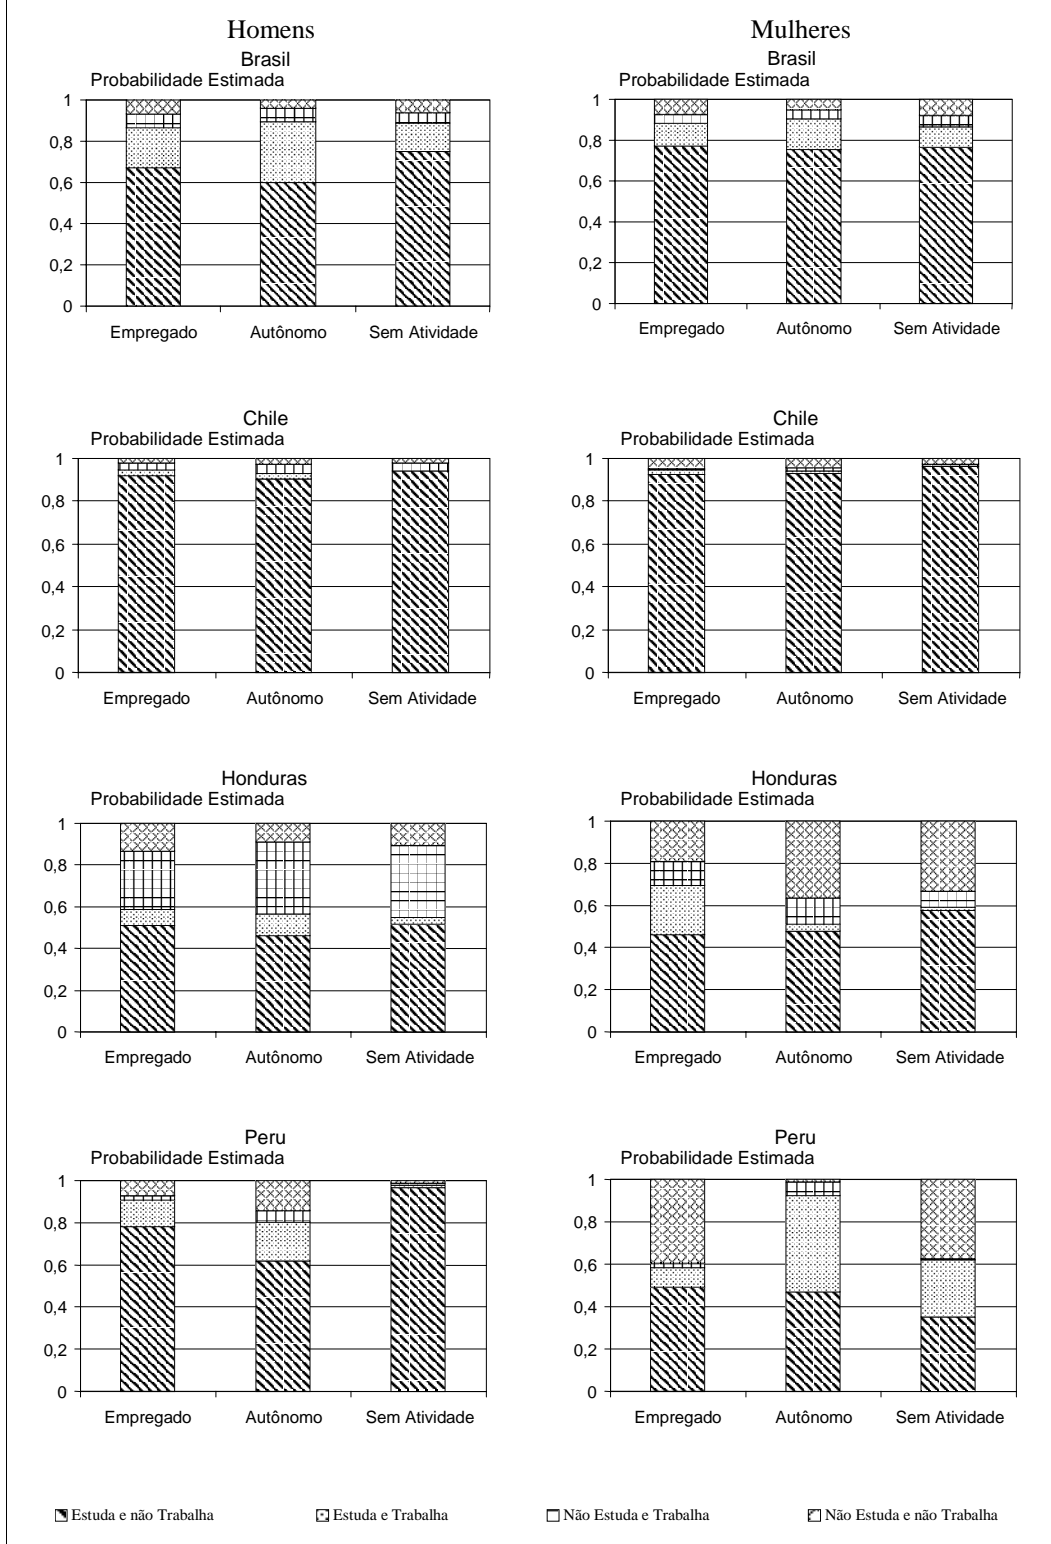 Homens
Mulheres
Brasil
Probabilidade Estimada
1
0,8
0,6
0,4
0,2
0
Empregado Autônomo Sem Atividade
Brasil
Probabilidade Estimada
1
0,8
0,6
0,4
0,2
0
Empregado Autônomo Sem Atividade
Chile
Probabilidade Estimada
1
0,8
0,6
0,4
0,2
0
Empregado Autônomo Sem Atividade
Chile
Probabilidade Estimada
1
0,8
0,6
0,4
0,2
0
Empregado Autônomo Sem Atividade
Honduras
Probabilidade Estimada
1
0,8
0,6
0,4
0,2
0
Empregado Autônomo Sem Atividade
Honduras
Probabilidade Estimada
1
0,8
0,6
0,4
0,2
0
Empregado Autônomo Sem Atividade
Peru
Probabilidade Estimada
1
0,8
0,6
0,4
0,2
0
Empregado Autônomo Sem Atividade
Peru
Probabilidade Estimada
1
0,8
0,6
0,4
0,2
0
Empregado Autônomo Sem Atividade
Estuda e não Trabalha Estuda e Trabalha Não Estuda e Trabalha Não Estuda e não Trabalha